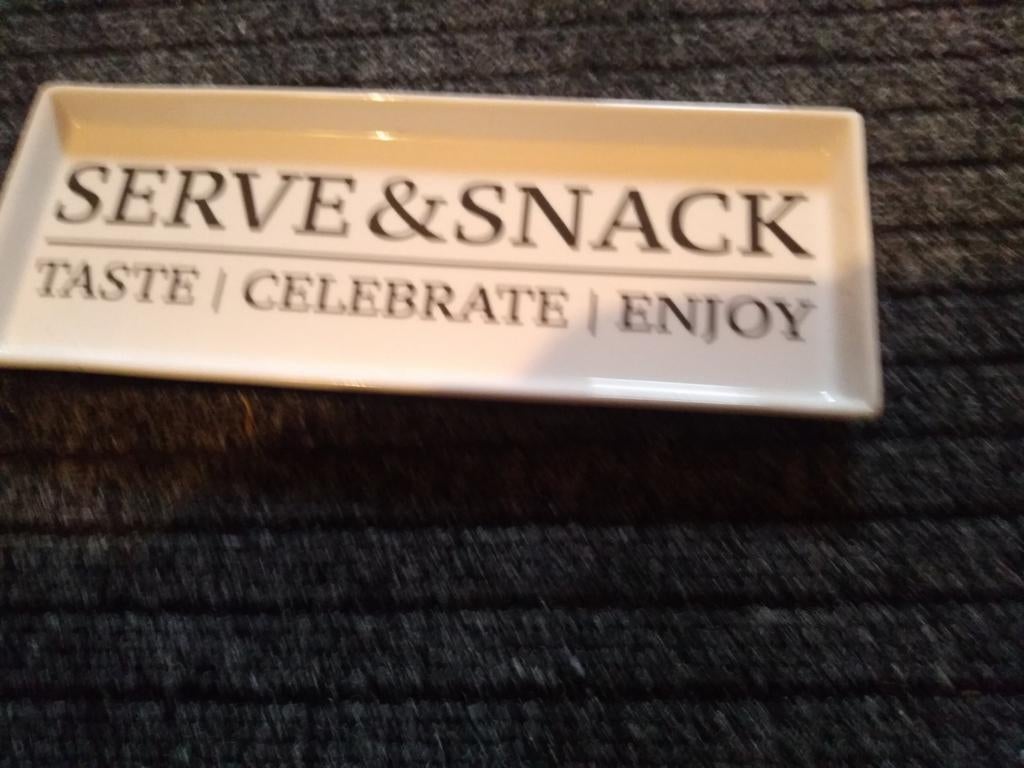 SERVE & SNACK
TASTE | CELEBRATE | ENJOY